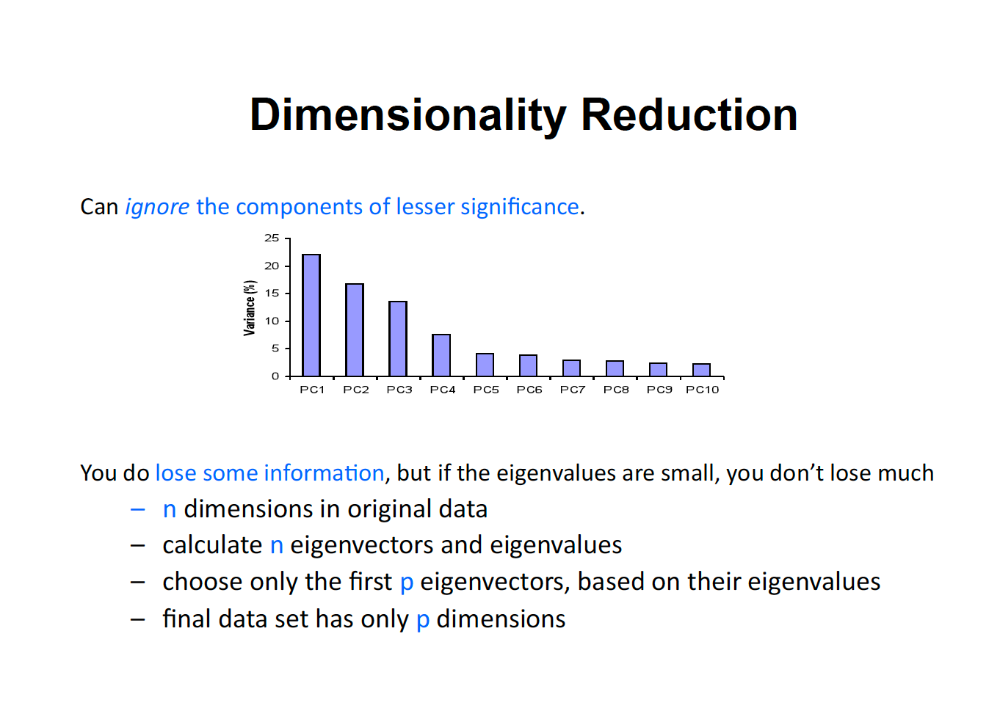 Dimensionality Reduction
Can ignore the components of lesser significance.
25
20
15
10
5
0
Variance (%)
PC1 PC2 PC3 PC4 PC5 PC6 PC7 PC8 PC9 PC10
You do lose some information, but if the eigenvalues are small, you don’t lose much
– n dimensions in original data
– calculate n eigenvectors and eigenvalues
– choose only the first p eigenvectors, based on their eigenvalues
– final data set has only p dimensions